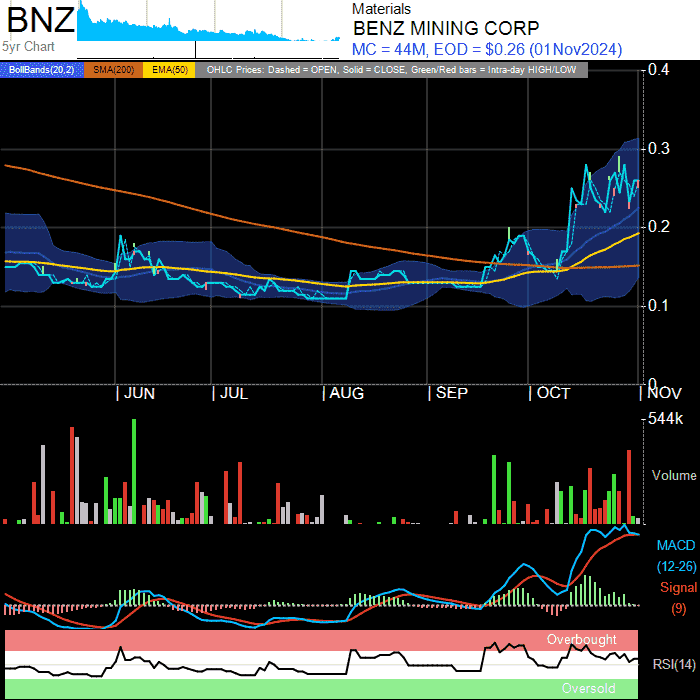 BNZ
5yr Chart
Materials
BENZ MINING CORP
MC = 44M, EOD = $0.26 (01Nov2024)
BollBands(20,2) SMA(200) EMA(50) OHLC Prices: Dashed = OPEN, Solid = CLOSE, Green/Red bars = Intra-day HIGH/LOW
0.4
0.3
0.2
0.1
0
| JUN | JUL | AUG | SEP | OCT | NOV
544k
Volume
MACD
(12-26)
Signal
(9)
Overbought
RSI(14)
Oversold